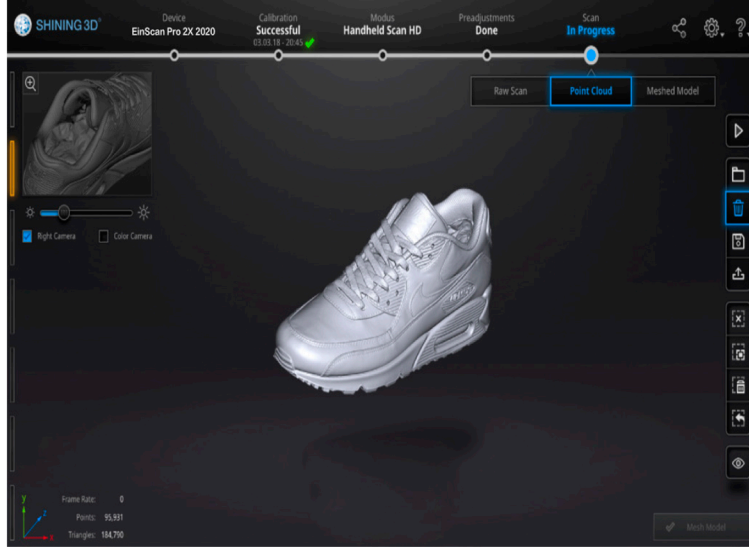 SHINING 3D
Device
EinScan Pro 2X 2020
Calibration
Successful
03.03.18 - 20:45
Modus
Handheld Scan HD
Preadjustments
Done
Scan
In Progress
?
Raw Scan
Point Cloud
Meshed Model
Right Camera
Color Camera
y
z
x
Frame Rate: 0
Points: 95,931
Triangles: 184,790
Mesh Model